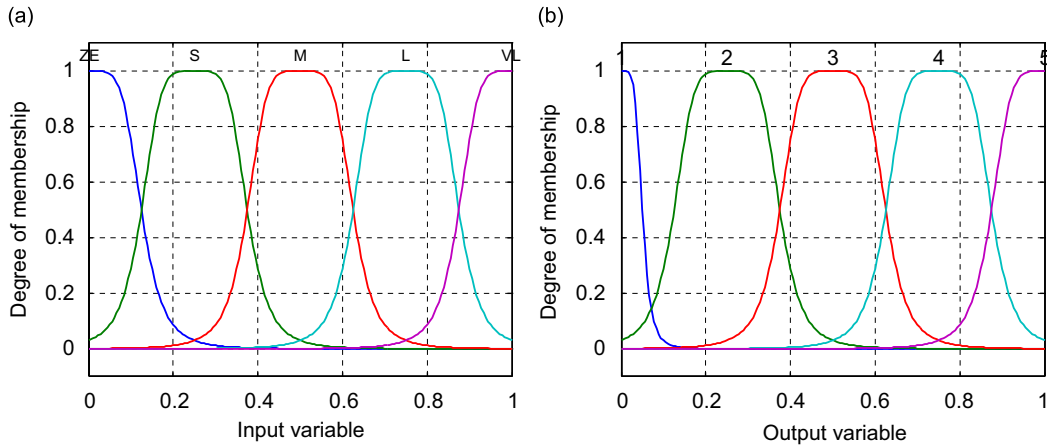 (a)
ZE S M L VL
1
0.8
0.6
0.4
0.2
0
Degree of membership
0 0.2 0.4 0.6 0.8 1
Input variable
(b)
1 2 3 4 5
1
0.8
0.6
0.4
0.2
0
Degree of membership
0 0.2 0.4 0.6 0.8 1
Output variable